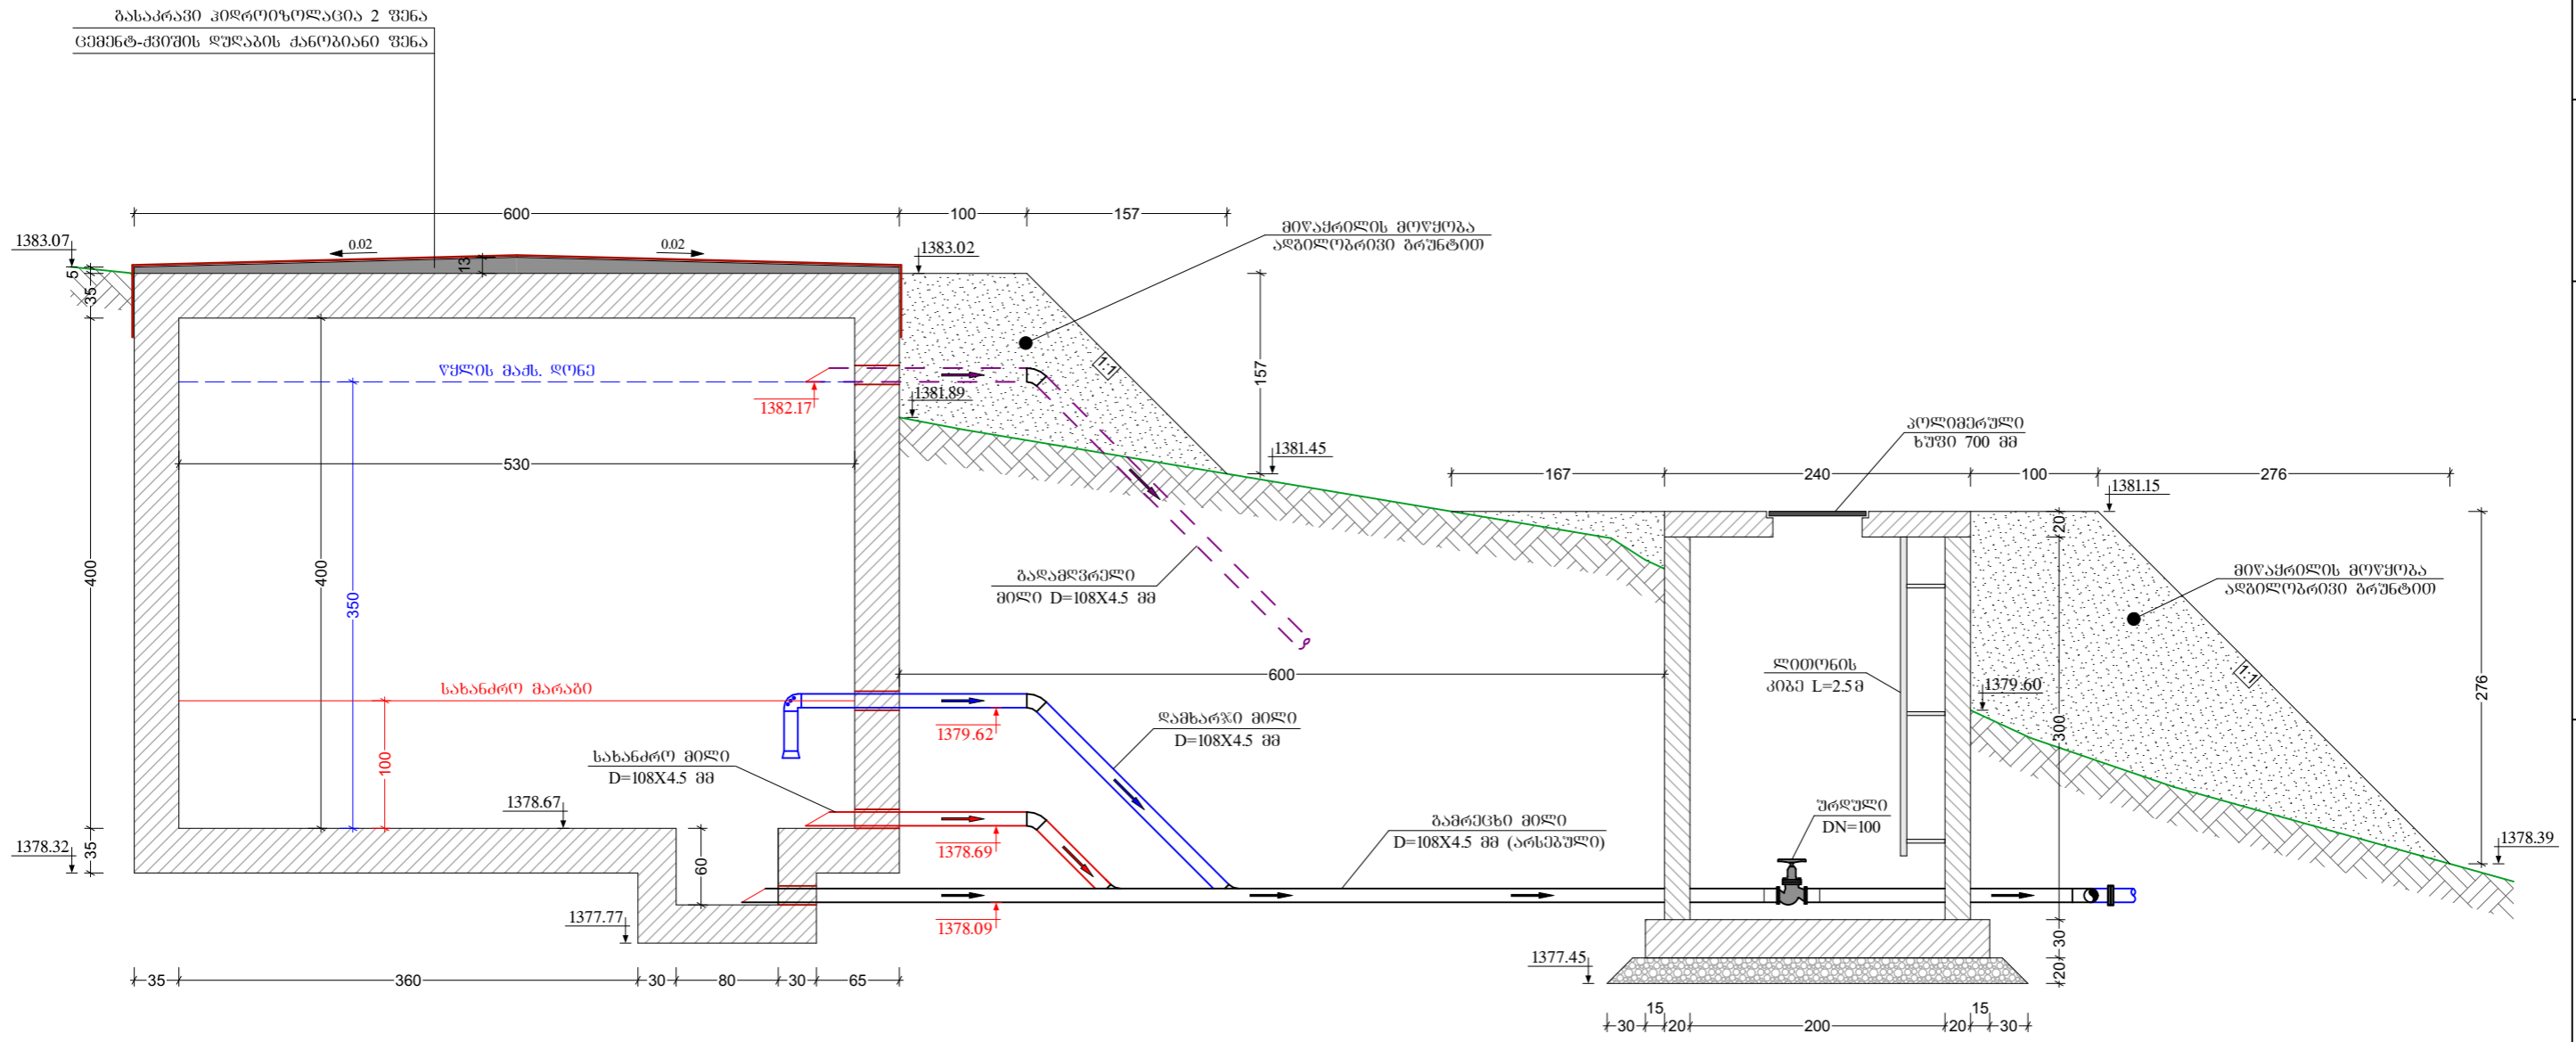 გასაკრავი ჰიდროიზოლაცია 2 ფენა
ცემენტ-ქვიშის დუღაბის ქანობიანი ფენა
600
100
157
მიწაყრილის მოწყობა
ადგილობრივი გრუნტით
1383.07
0.02
0.02
13
1383.02
5
35
წყლის მაქს. დონე
1382.17
1381.89
1:1
157
1381.45
530
პოლიმერული
ხუფი 700 მმ
167
240
100
276
1381.15
20
400
400
350
გადამღვრელი
მილი D=108X4.5 მმ
მიწაყრილის მოწყობა
ადგილობრივი გრუნტით
600
ლითონის
კიბე L=2.5მ
1379.60
1:1
276
300
სახანძრო მარაგი
100
1379.62
დამხარჯი მილი
D=108X4.5 მმ
სახანძრო მილი
D=108X4.5 მმ
1378.67
1378.69
გამრეცხი მილი
D=108X4.5 მმ (არსებული)
ურდული
DN=100
1378.39
1378.32
35
60
1377.77
1378.09
30
1377.45
20
35
360
30
80
30
65
15
15
30
20
200
20
30